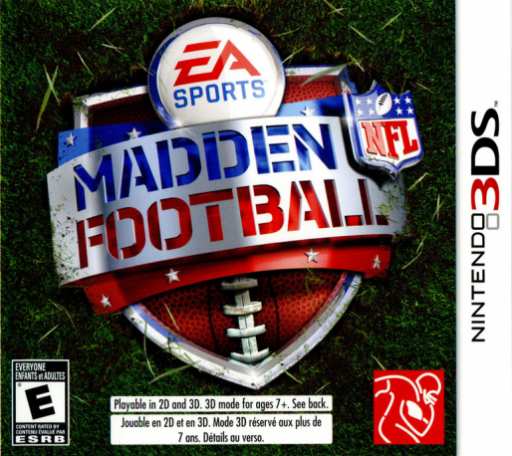 EA
SPORTS
MADDEN
NFL
FOOTBALL
NINTENDO 3DS
TM
EVERYONE
ENFANTS et ADULTES
E
CONTENT RATED BY
CONTENU ÉVALUÉ PAR
ESRB
Playable in 2D and 3D. 3D mode for ages 7+. See back.
Jouable en 2D et en 3D. Mode 3D réservé aux plus de
7 ans. Détails au verso.